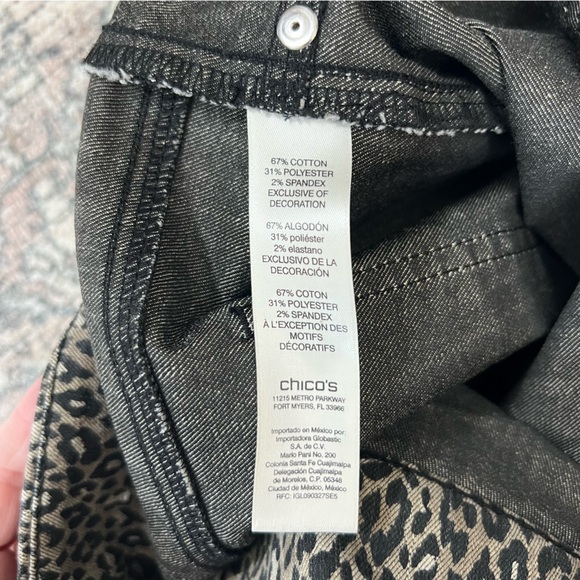 67% COTTON
31% POLYESTER
2% SPANDEX
EXCLUSIVE OF
DECORATION
67% ALGODÓN
31% poliéster
2% elastano
EXCLUSIVO DE LA
DECORACIÓN
67% COTON
31% POLYESTER
2% SPANDEX
À L'EXCEPTION DES
MOTIFS
DÉCORATIFS
chico's
11215 METRO PARKWAY
FORT MYERS, FL 33966
Importado en México por:
Importadora Globastic
S.A. de C.V.
Mario Pani No. 200
Colonia Santa Fe Cuajimalpa
Delegación Cuajimalpa
de Morelos, C.P. 05348
Ciudad de México, México
RFC: IGL090327SE5